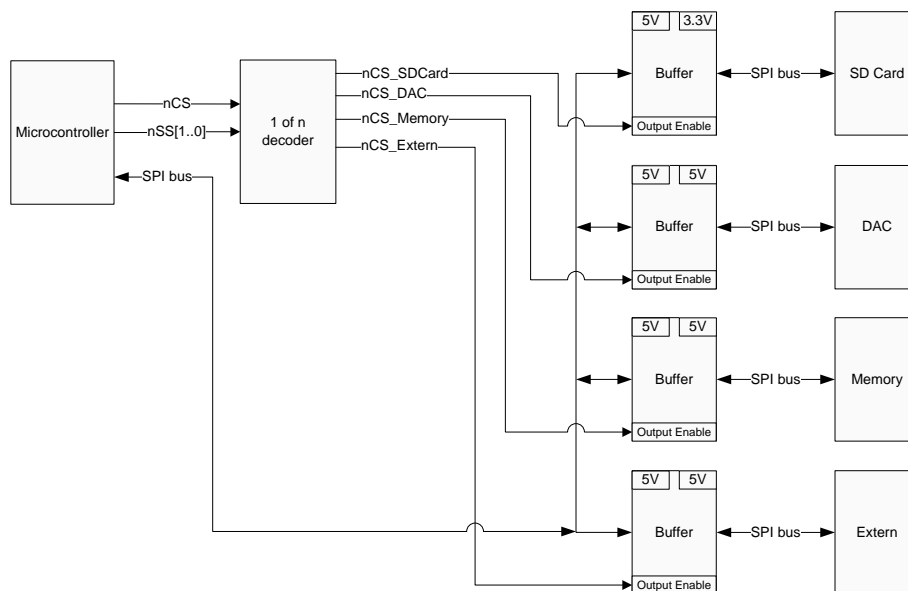 Microcontroller
nCS
nSS[1..0]
SPI bus
1 of n
decoder
nCS_SDCard
nCS_DAC
nCS_Memory
nCS_Extern
5V 3.3V
Buffer
Output Enable
SPI bus
SD Card
5V 5V
Buffer
Output Enable
SPI bus
DAC
5V 5V
Buffer
Output Enable
SPI bus
Memory
5V 5V
Buffer
Output Enable
SPI bus
Extern